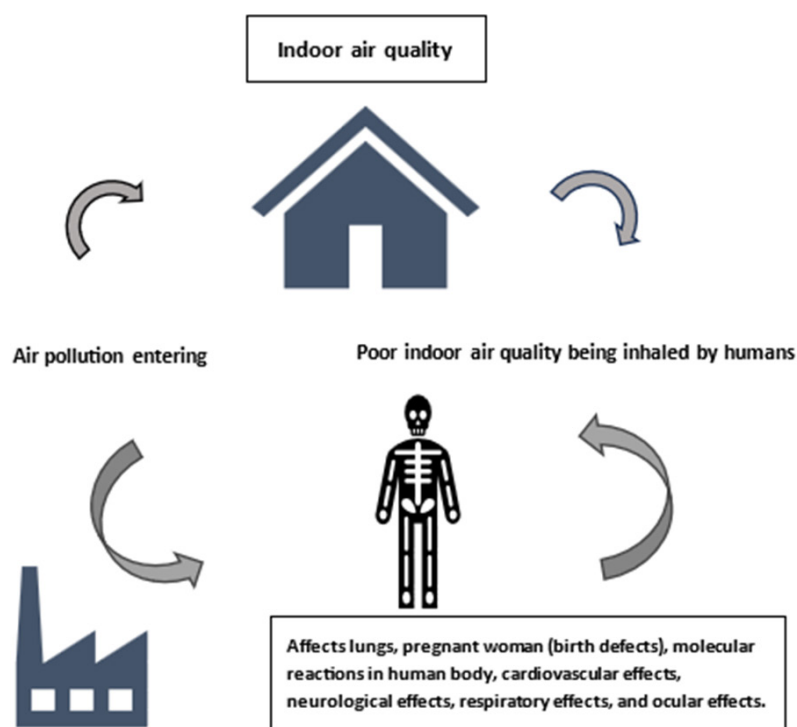 Indoor air quality
Air pollution entering
Poor indoor air quality being inhaled by humans
Affects lungs, pregnant woman (birth defects), molecular
reactions in human body, cardiovascular effects,
neurological effects, respiratory effects, and ocular effects.